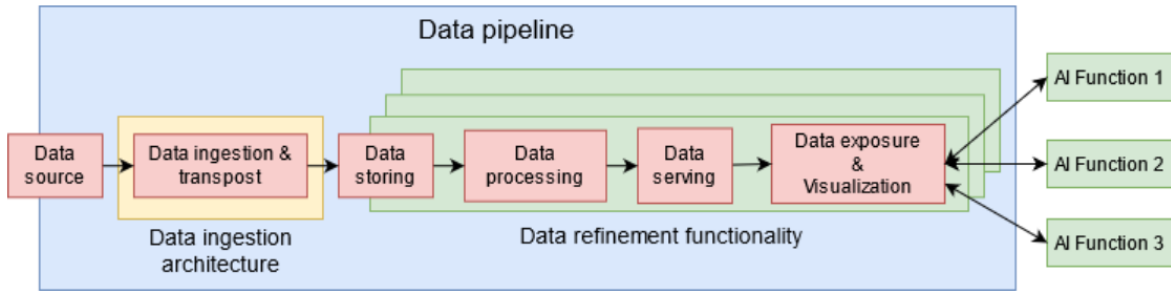 Data pipeline
Data
source
Data ingestion &
transpost
Data
storing
Data
processing
Data
serving
Data exposure
&
Visualization
AI Function 1
AI Function 2
AI Function 3
Data ingestion
architecture
Data refinement functionality